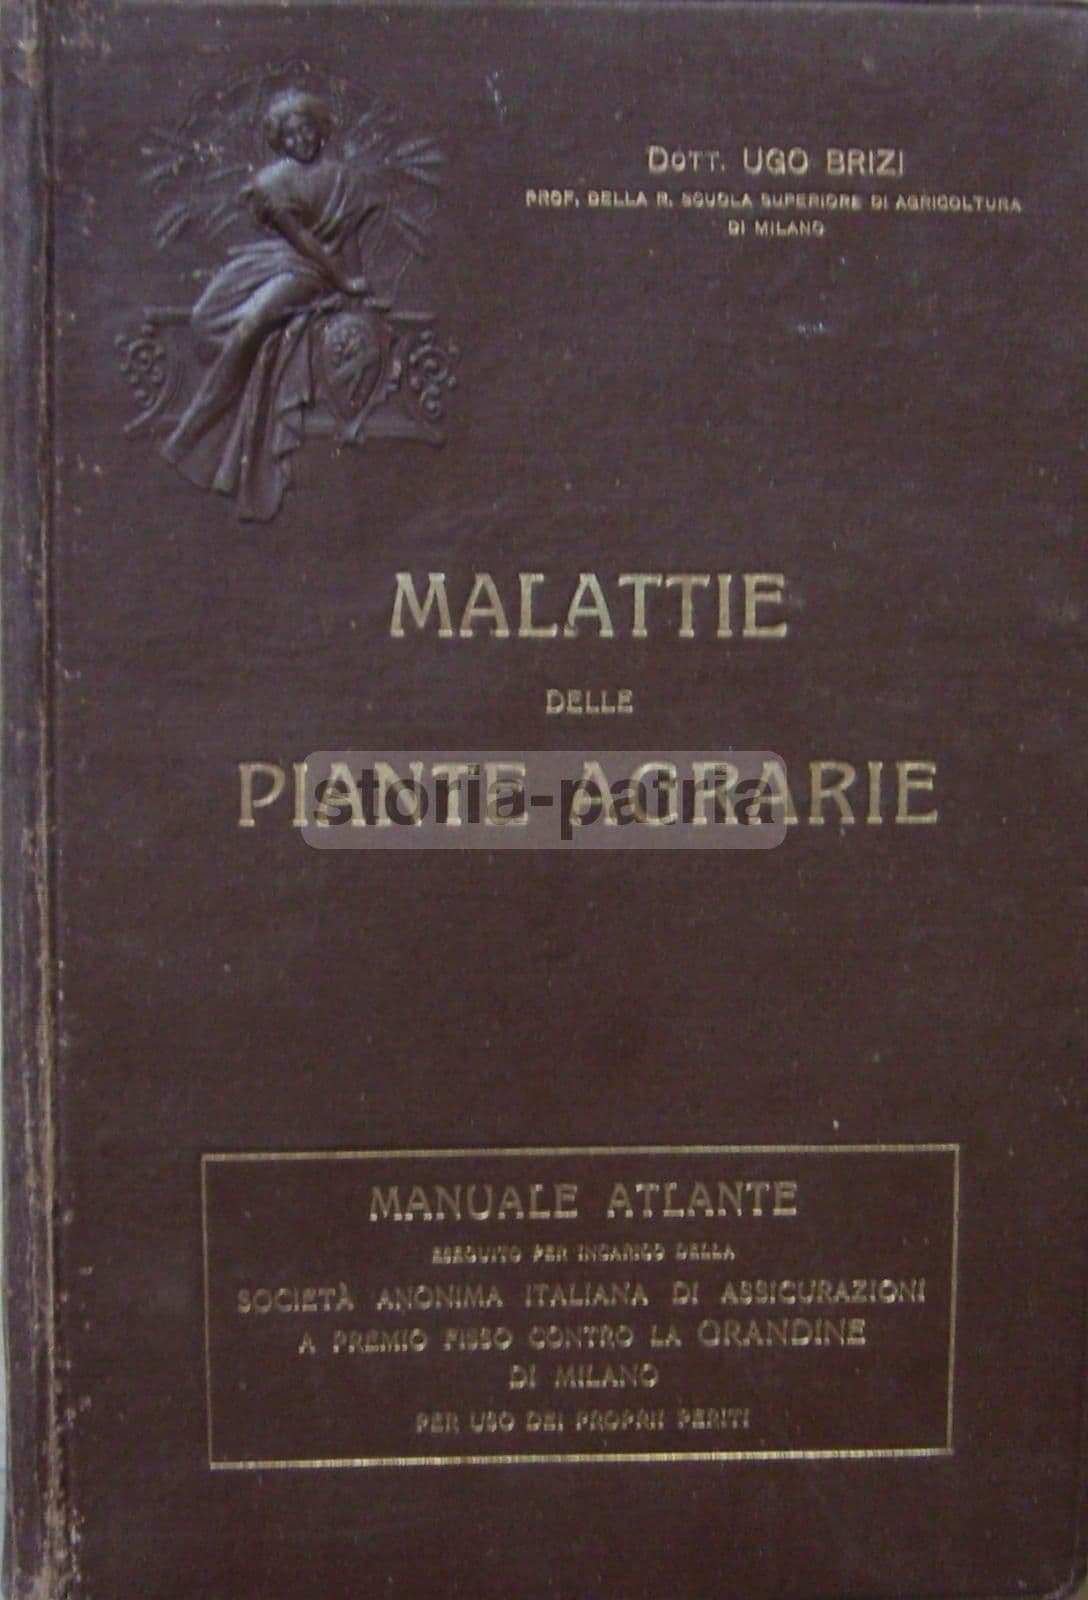 DOTT. UGO BRIZI
PROF. DELLA R. SCUOLA SUPERIORE DI AGRICOLTURA
DI MILANO
MALATTIE
DELLE
PIANTE AGRARIE
storia-patria
MANUALE ATLANTE
ESEGUITO PER INCARICO DELLA
SOCIETÀ ANONIMA ITALIANA DI ASSICURAZIONI
A PREMIO FISSO CONTRO LA GRANDINE
DI MILANO
PER USO DEI PROPRII PERITI